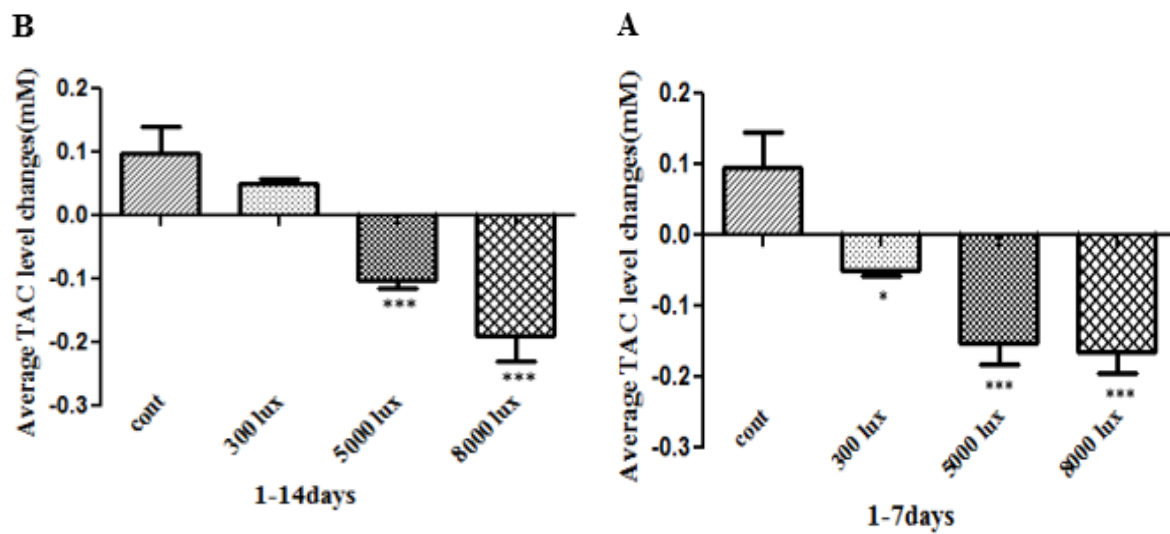 B
Average TAC level changes(mM)
0.2
0.1
0.0
-0.1
-0.2
-0.3
***
***
cont
300 lux
5000 lux
8000 lux
1-14days
A
Average TAC level changes(mM)
0.2
0.1
0.0
-0.1
-0.2
-0.3
*
***
***
cont
300 lux
5000 lux
8000 lux
1-7days